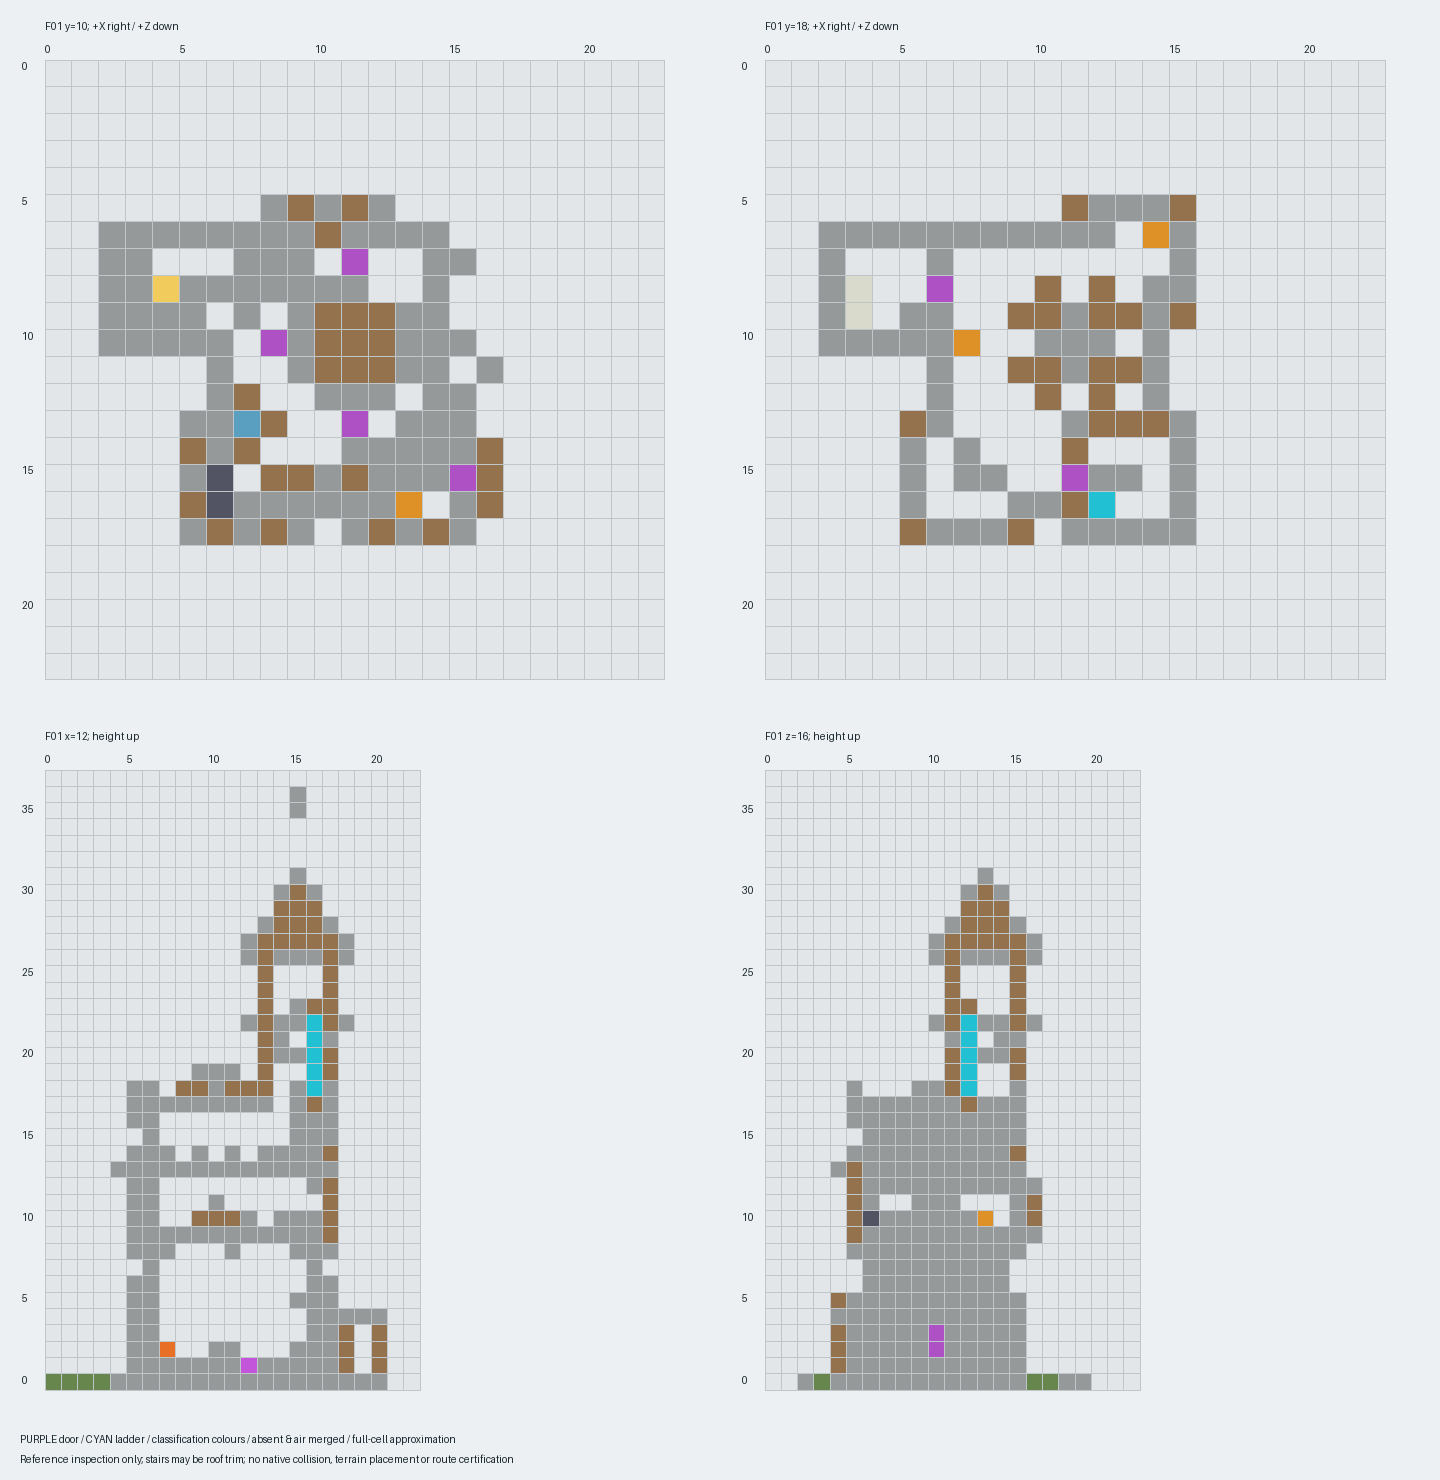 F01 y=10; +X right / +Z down
F01 y=18; +X right / +Z down
0 5 10 15 20
0 5 10 15 20
0
5
10
15
20
0
5
10
15
20
F01 x=12; height up
F01 z=16; height up
0 5 10 15 20
0 5 10 15 20
35
30
25
20
15
10
5
0
35
30
25
20
15
10
5
0
PURPLE door / CYAN ladder / classification colours / absent & air merged / full-cell approximation
Reference inspection only; stairs may be roof trim; no native collision, terrain placement or route certification